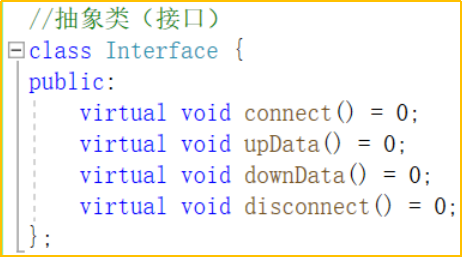 //抽象类（接口）
class Interface {
public:
    virtual void connect() = 0;
    virtual void upData() = 0;
    virtual void downData() = 0;
    virtual void disconnect() = 0;
};